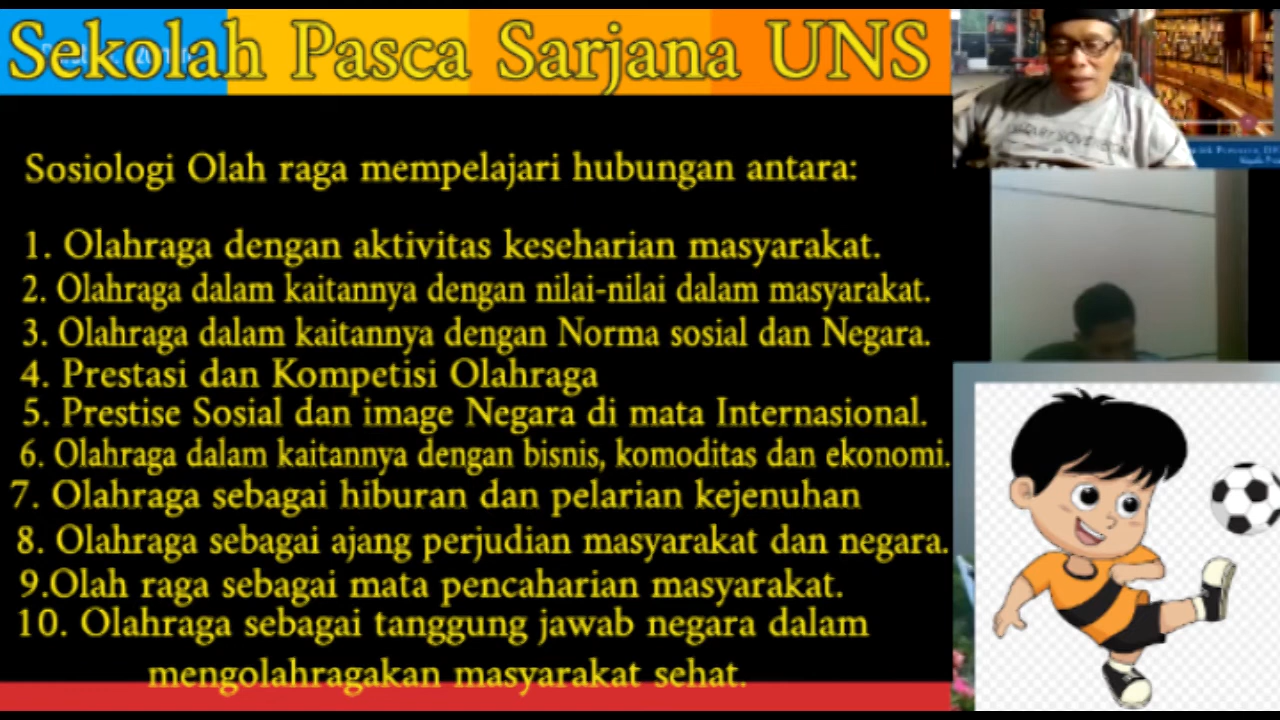 Sekolah Pasca Sarjana UNS
Sosiologi Olah raga mempelajari hubungan antara:
1. Olahraga dengan aktivitas keseharian masyarakat.
2. Olahraga dalam kaitannya dengan nilai-nilai dalam masyarakat.
3. Olahraga dalam kaitannya dengan Norma sosial dan Negara.
4. Prestasi dan Kompetisi Olahraga
5. Prestise Sosial dan image Negara di mata Internasional.
6. Olahraga dalam kaitannya dengan bisnis, komoditas dan ekonomi.
7. Olahraga sebagai hiburan dan pelarian kejenuhan
8. Olahraga sebagai ajang perjudian masyarakat dan negara.
9.Olah raga sebagai mata pencaharian masyarakat.
10. Olahraga sebagai tanggung jawab negara dalam
mengolahragakan masyarakat sehat.